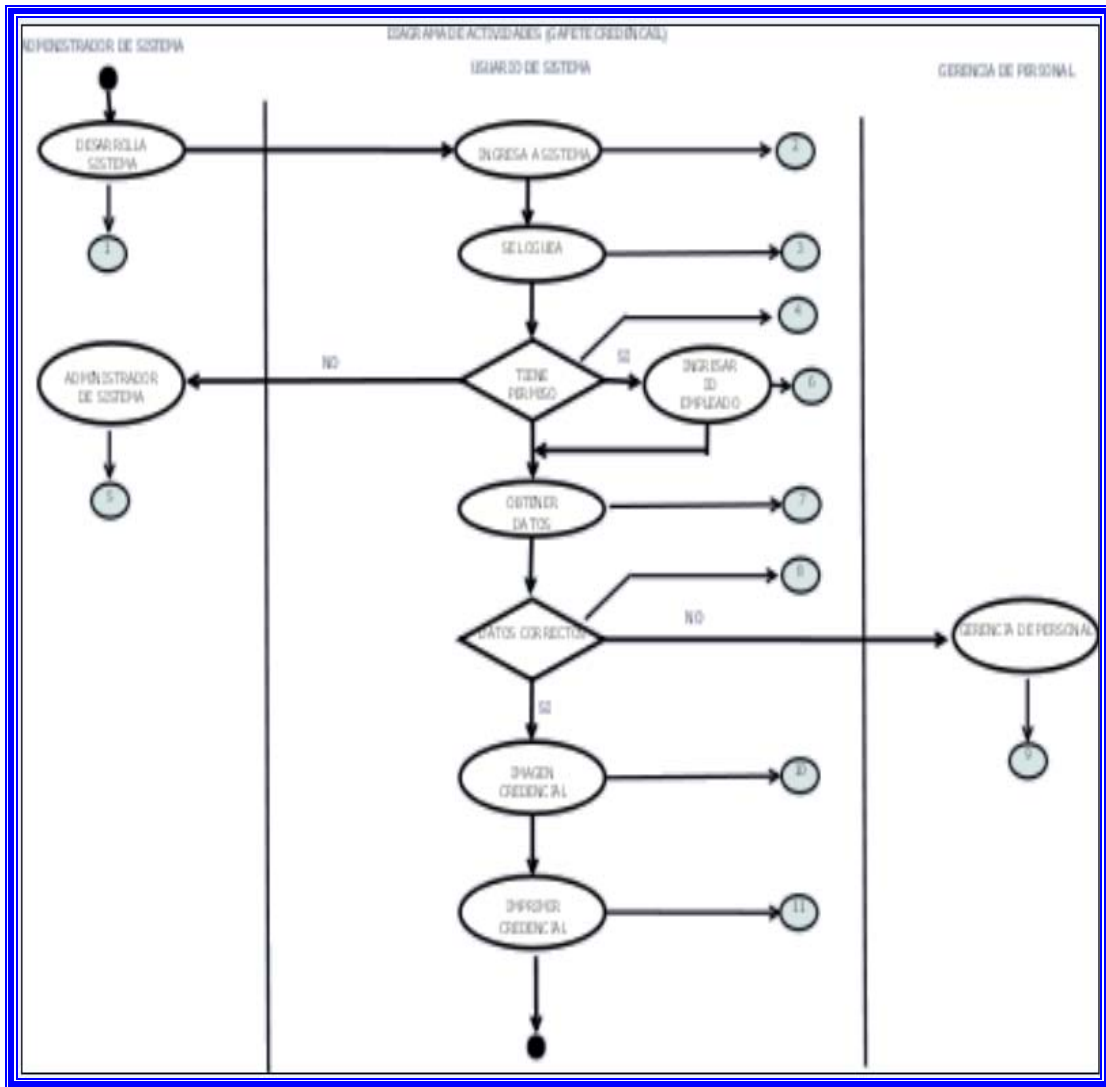 DIAGRAMA DE ACTIVIDADES (GAFETE CREDENCAIL)
ADMINISTRADOR DE SISTEMA
USUARIO DE SISTEMA
GERENCIA DE PERSONAL
DESARROLLA
SISTEMA
INGRESA A SISTEMA
2
1
SE LOGUEA
3
4
NO
TIENE
PERMISO
SI
INGRESAR
ID
EMPLEADO
6
ADMINISTRADOR
DE SISTEMA
5
OBTENER
DATOS
7
8
DATOS CORRECTOS
NO
GERENCIA DE PERSONAL
9
SI
IMAGEN
CREDENCIAL
10
IMPRIMIR
CREDENCIAL
11